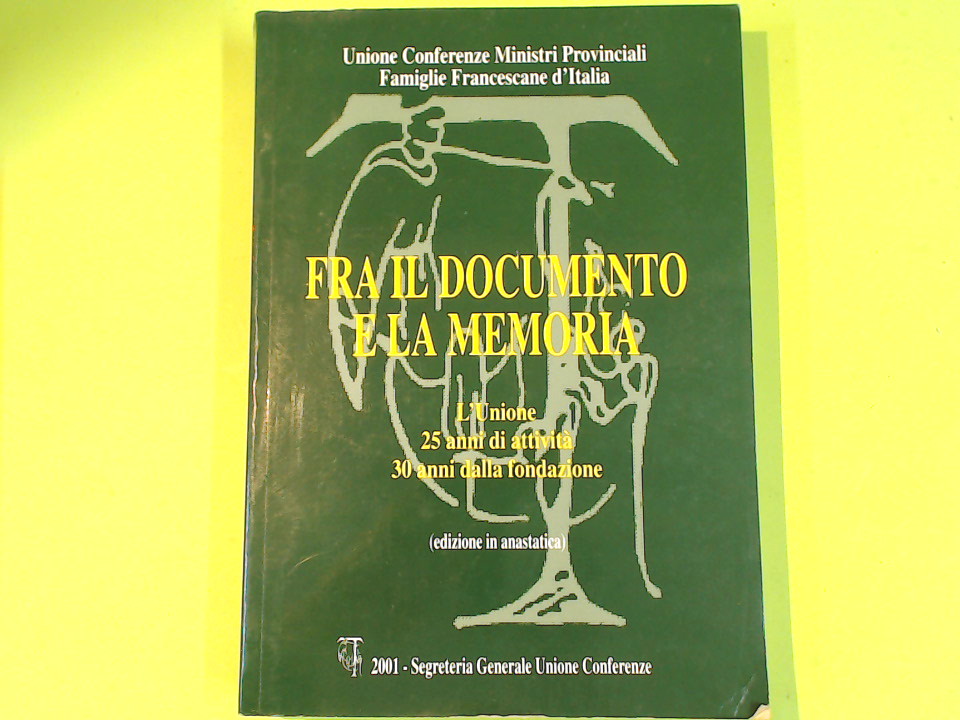 Unione Conferenze Ministri Provinciali
Famiglie Francescane d'Italia
FRA IL DOCUMENTO
E LA MEMORIA
L'Unione
25 anni di attività
30 anni dalla fondazione
(edizione in anastatica)
2001 - Segreteria Generale Unione Conferenze